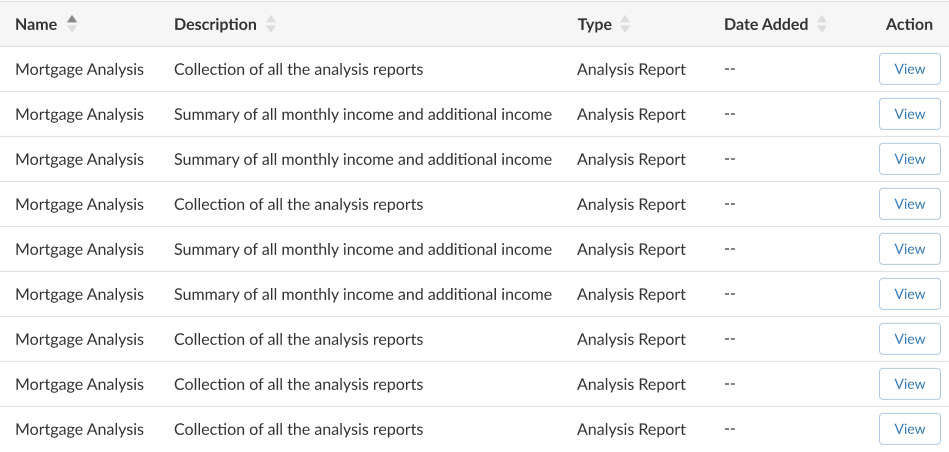 Name Description Type Date Added Action
Mortgage Analysis Collection of all the analysis reports Analysis Report -- View
Mortgage Analysis Summary of all monthly income and additional income Analysis Report -- View
Mortgage Analysis Summary of all monthly income and additional income Analysis Report -- View
Mortgage Analysis Collection of all the analysis reports Analysis Report -- View
Mortgage Analysis Summary of all monthly income and additional income Analysis Report -- View
Mortgage Analysis Summary of all monthly income and additional income Analysis Report -- View
Mortgage Analysis Collection of all the analysis reports Analysis Report -- View
Mortgage Analysis Collection of all the analysis reports Analysis Report -- View
Mortgage Analysis Collection of all the analysis reports Analysis Report -- View